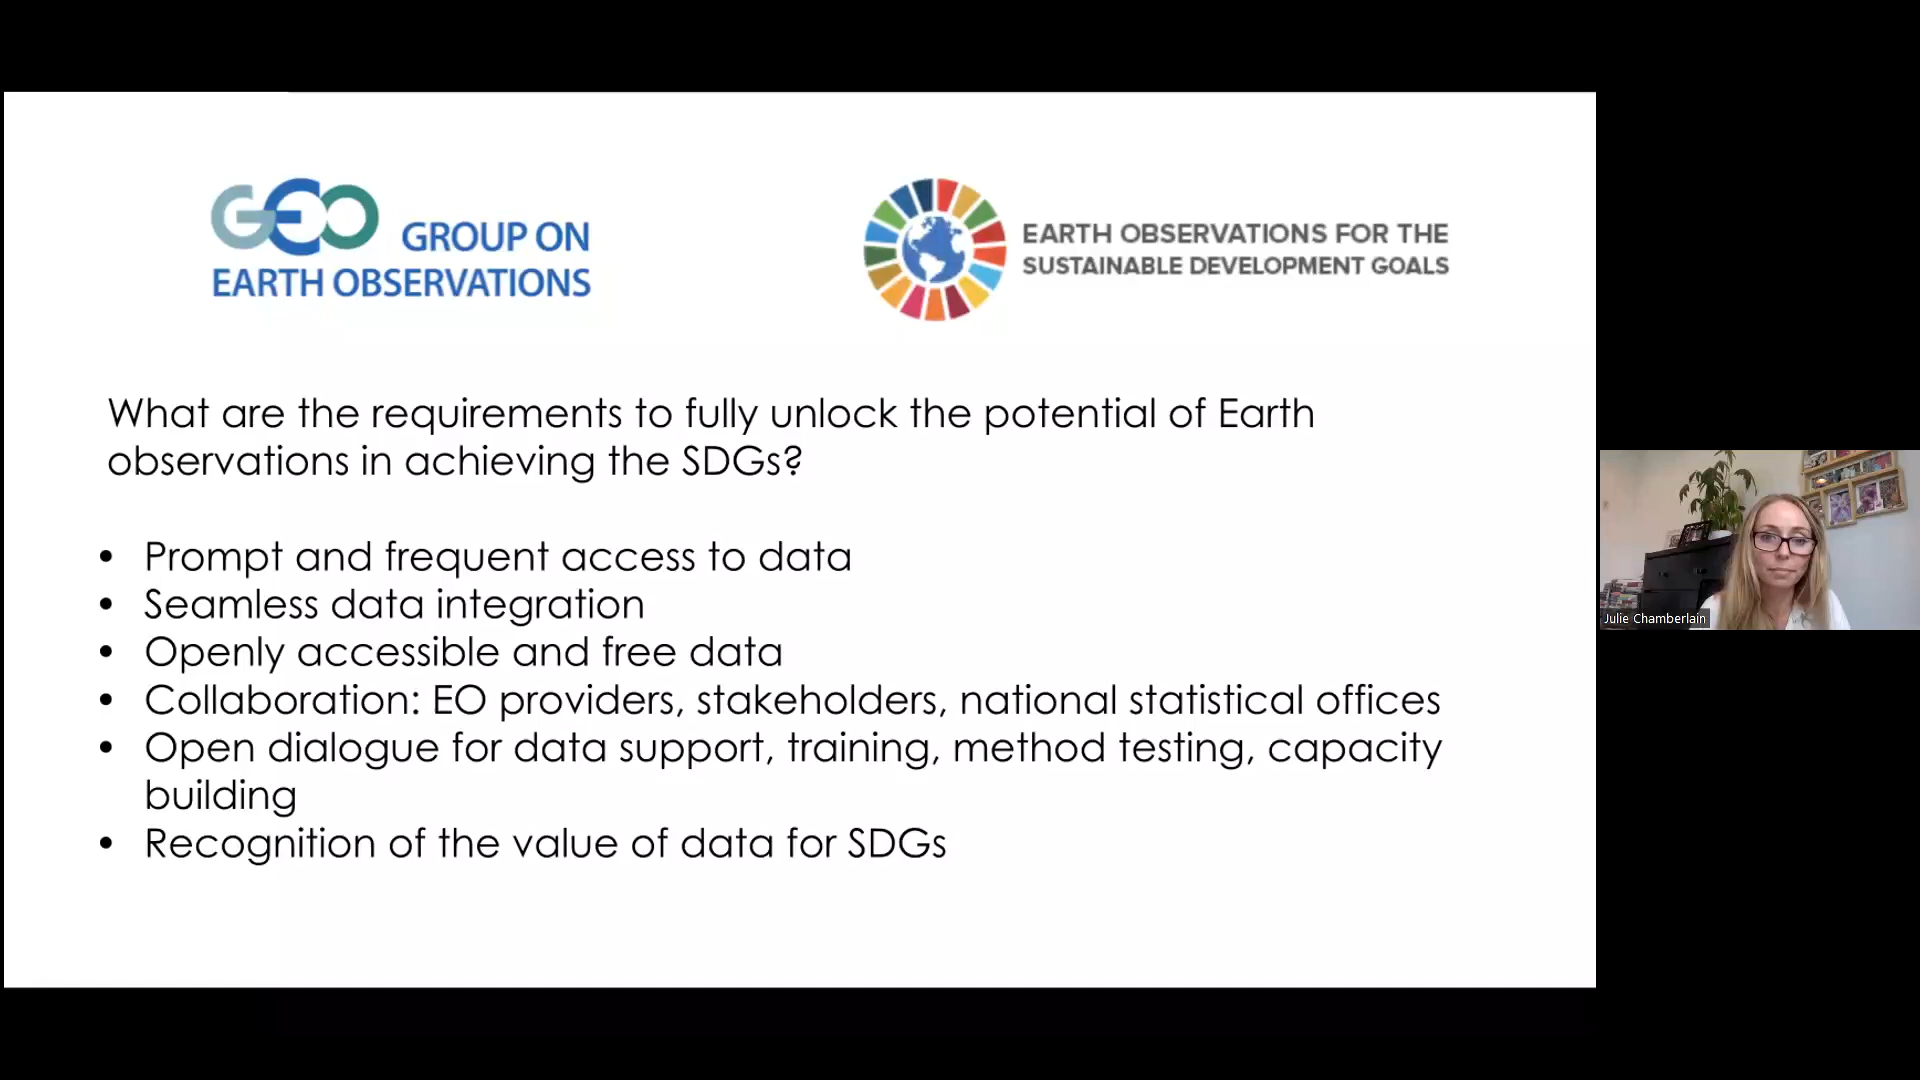 GEO GROUP ON
EARTH OBSERVATIONS
EARTH OBSERVATIONS FOR THE
SUSTAINABLE DEVELOPMENT GOALS
What are the requirements to fully unlock the potential of Earth
observations in achieving the SDGs?
• Prompt and frequent access to data
• Seamless data integration
• Openly accessible and free data
• Collaboration: EO providers, stakeholders, national statistical offices
• Open dialogue for data support, training, method testing, capacity
building
• Recognition of the value of data for SDGs
Julie Chamberlain